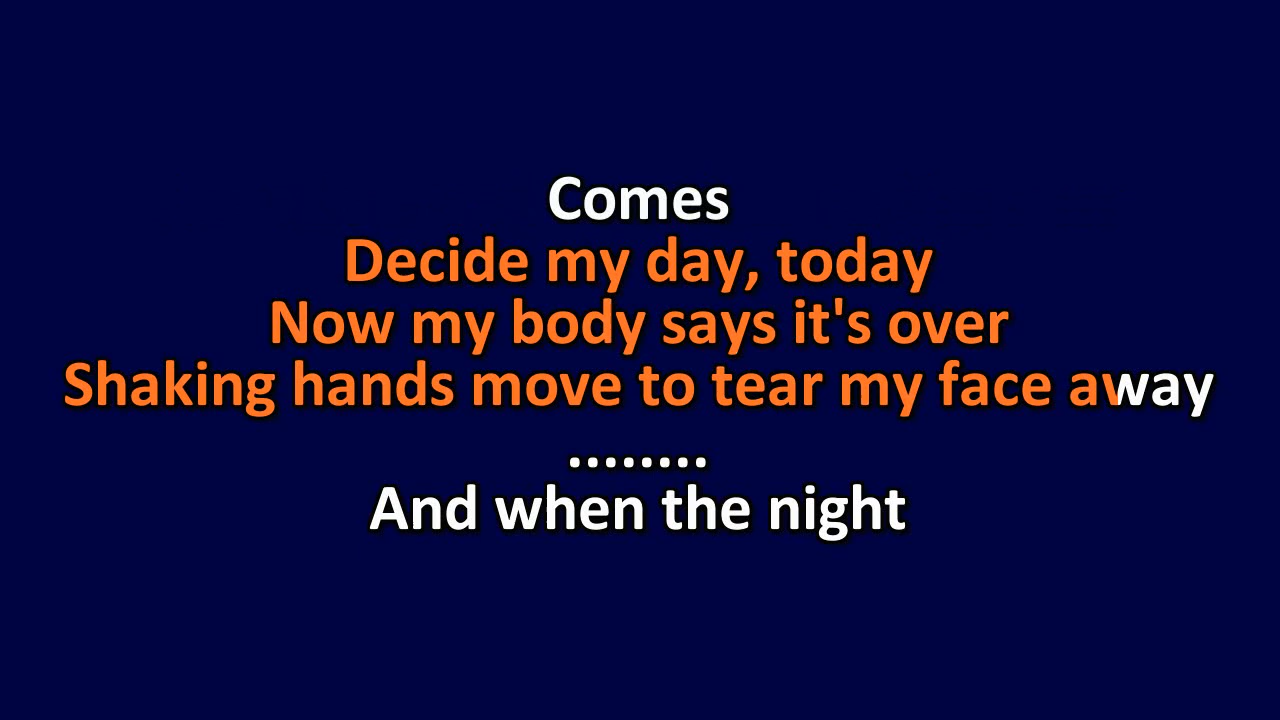 Comes
Decide my day, today
Now my body says it's over
Shaking hands move to tear my face away
........
And when the night